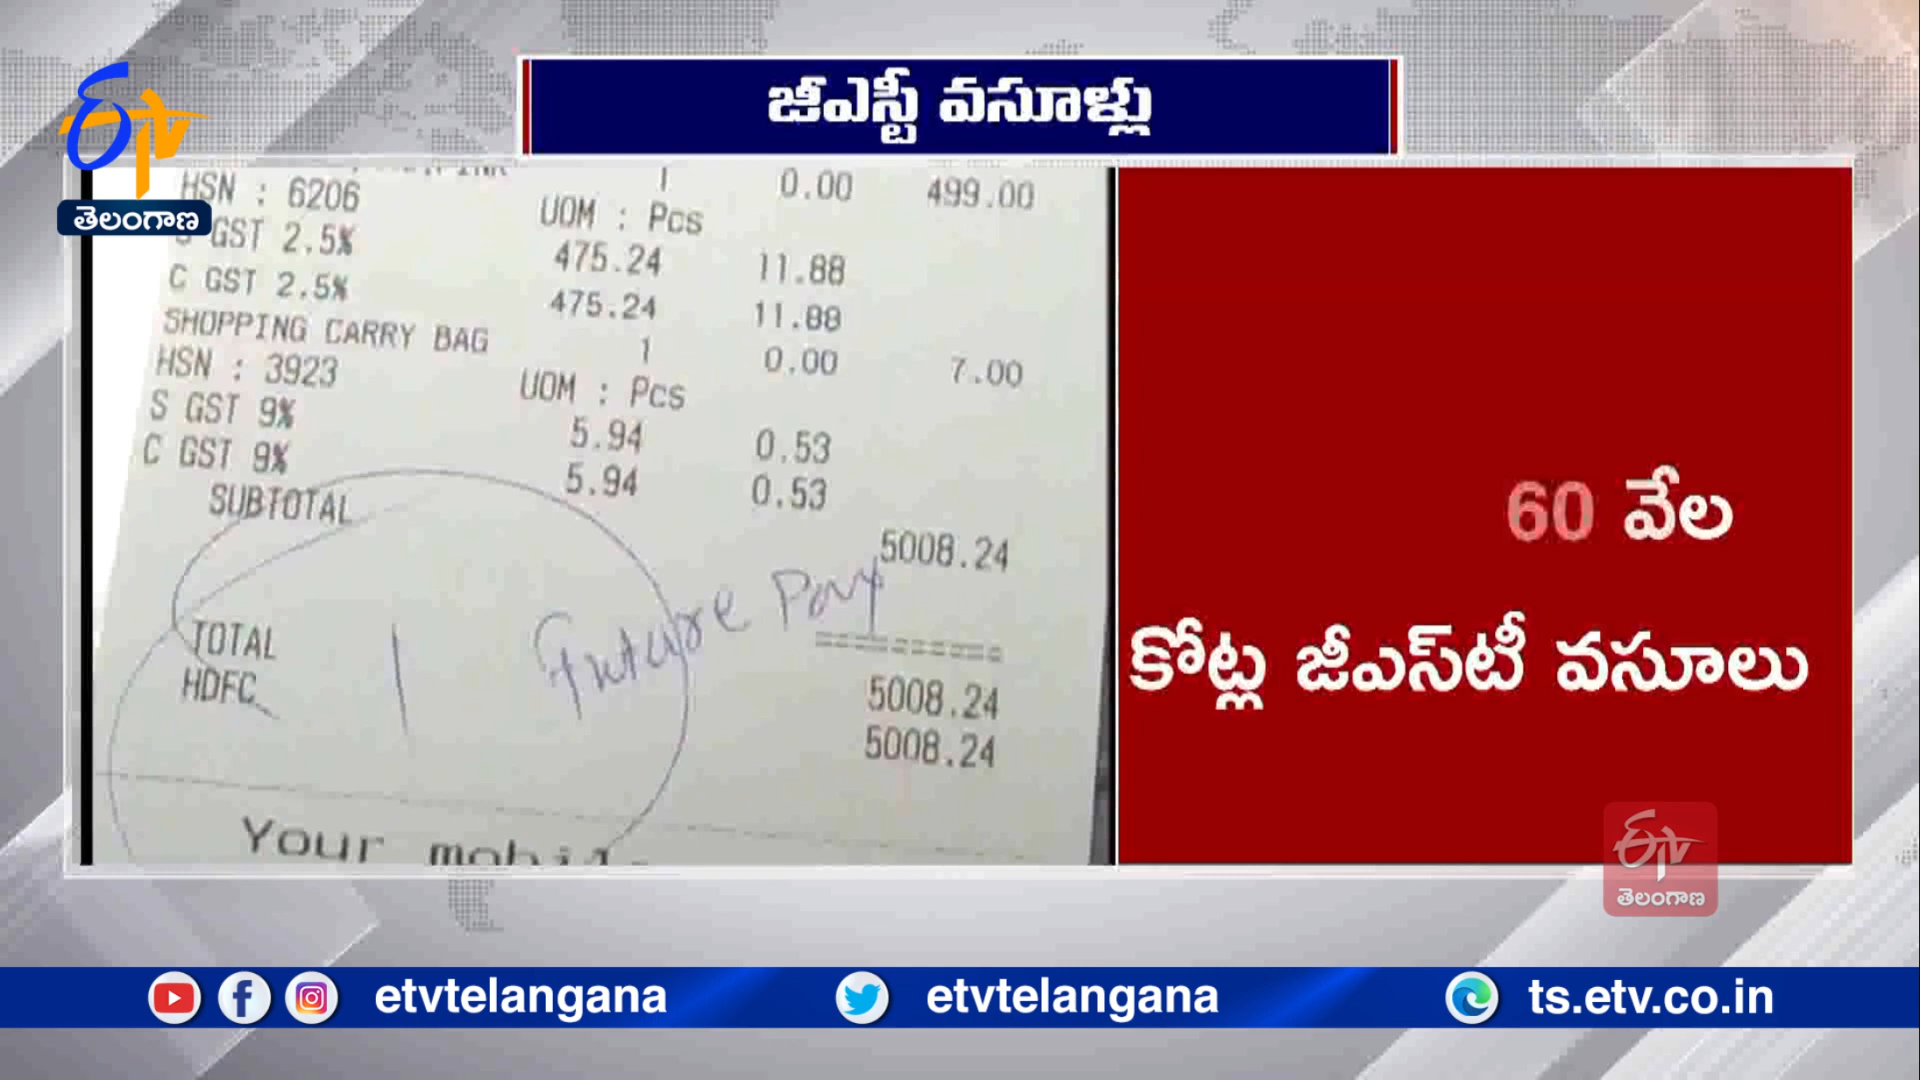 జీఎస్టీ వసూళ్లు
ETV
తెలంగాణ
1 0.00 499.00
HSN : 6206 UOM : Pcs
S GST 2.5% 475.24 11.88
C GST 2.5% 475.24 11.88
SHOPPING CARRY BAG 1 0.00 7.00
HSN : 3923 UOM : Pcs
S GST 9% 5.94 0.53
C GST 9% 5.94 0.53
SUBTOTAL 5008.24
Future Pay
==========
TOTAL 5008.24
HDFC 5008.24
Your
60 వేల
కోట్ల జీఎస్‌టీ వసూలు
ETV
తెలంగాణ
etvtelangana
etvtelangana
ts.etv.co.in